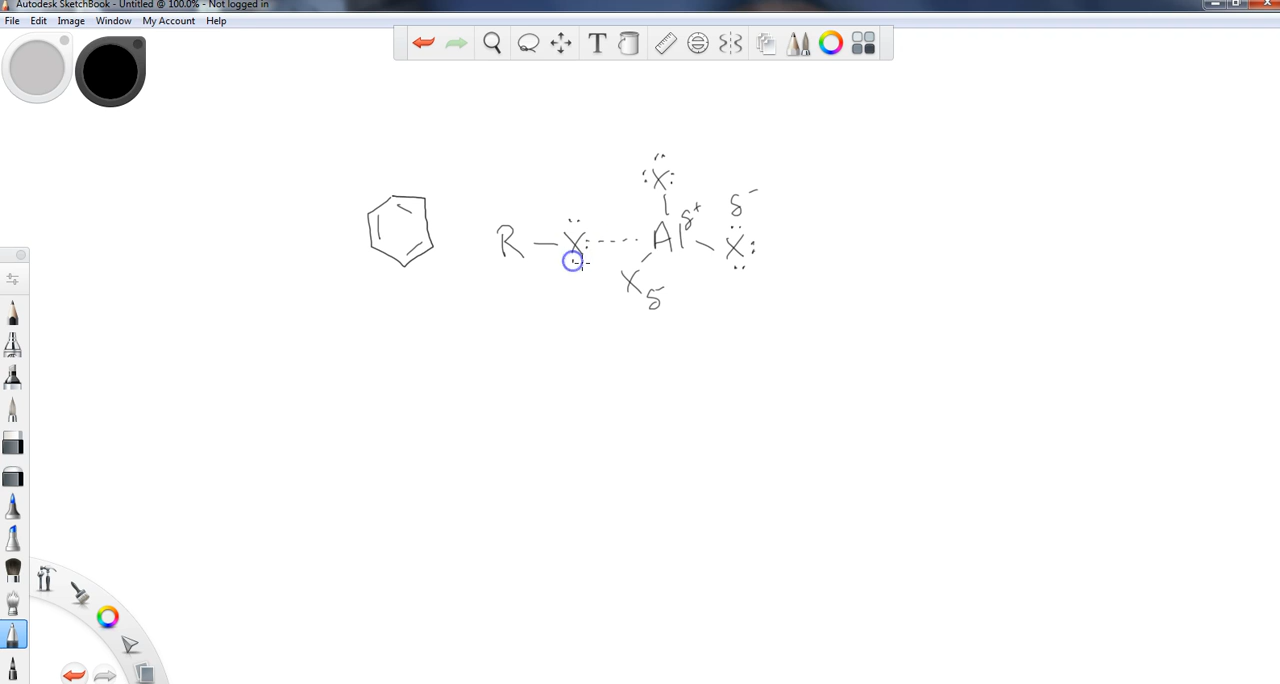 Autodesk SketchBook - Untitled @ 100.0% - Not logged in
File Edit Image Window My Account Help
T
:X:
δ+ δ-
R — X: ---- Al — X:
X δ-